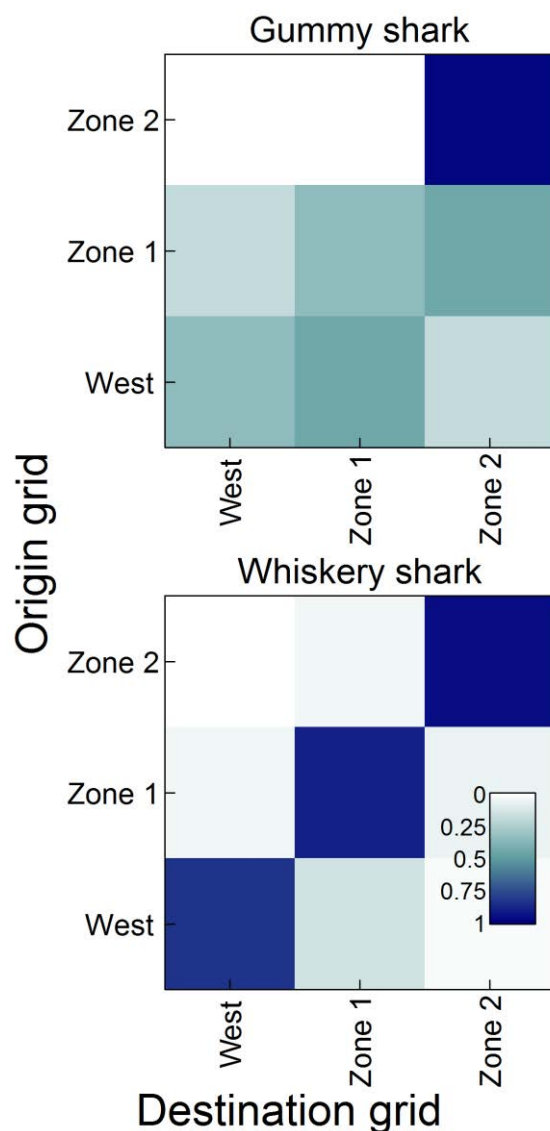 Gummy shark
Zone 2
Zone 1
West
West
Zone 1
Zone 2
Origin grid
Whiskery shark
Zone 2
Zone 1
West
0
0.25
0.5
0.75
1
West
Zone 1
Zone 2
Destination grid